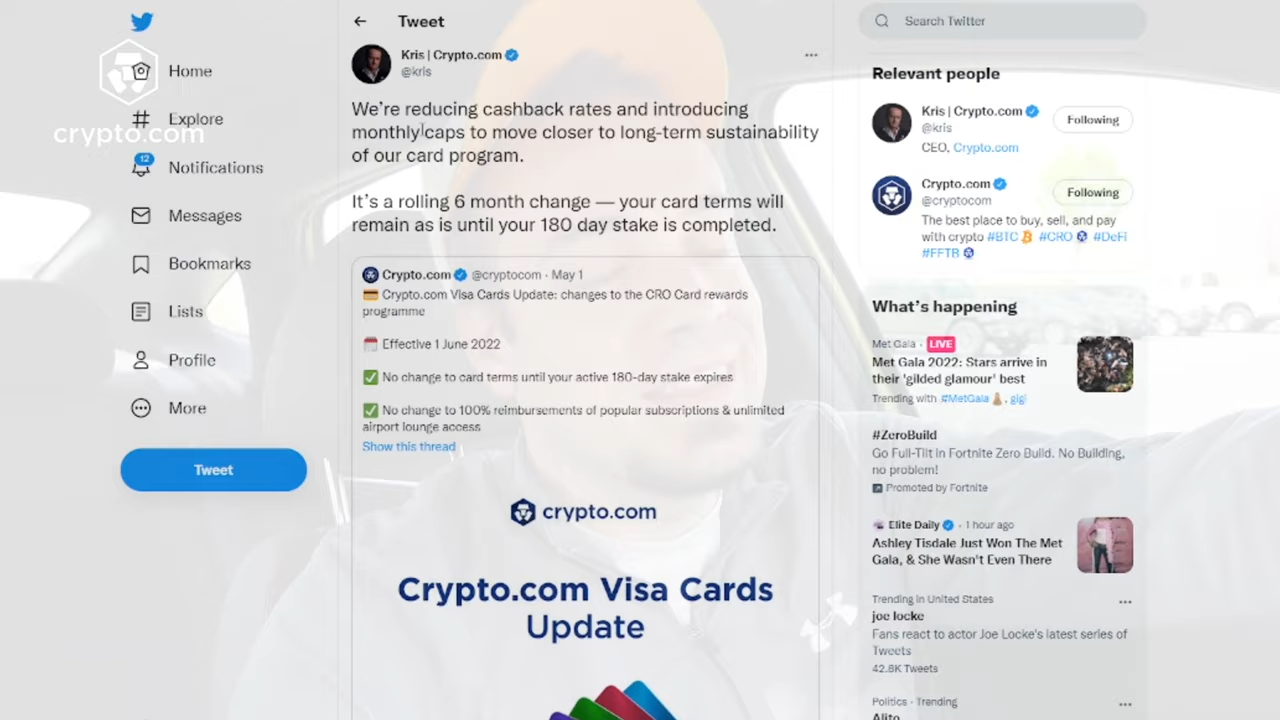 crypto.com
Home
Explore
12
Notifications
Messages
Bookmarks
Lists
Profile
More
Tweet
Tweet
Kris | Crypto.com
@kris
We're reducing cashback rates and introducing
monthly caps to move closer to long-term sustainability
of our card program.
It's a rolling 6 month change — your card terms will
remain as is until your 180 day stake is completed.
Crypto.com @cryptocom · May 1
Crypto.com Visa Cards Update: changes to the CRO Card rewards
programme
Effective 1 June 2022
No change to card terms until your active 180-day stake expires
No change to 100% reimbursements of popular subscriptions & unlimited
airport lounge access
Show this thread
crypto.com
Crypto.com Visa Cards
Update
Search Twitter
Relevant people
Kris | Crypto.com
@kris
Following
CEO, Crypto.com
Crypto.com
@cryptocom
Following
The best place to buy, sell, and pay
with crypto #BTC #CRO #DeFi
#FFTB
What's happening
Met Gala · LIVE
Met Gala 2022: Stars arrive in
their 'gilded glamour' best
Trending with #MetGala, gigi
#ZeroBuild
Go Full-Tilt in Fortnite Zero Build. No Building,
no problem!
Promoted by Fortnite
Elite Daily · 1 hour ago
Ashley Tisdale Just Won The Met
Gala, & She Wasn't Even There
Trending in United States
joe locke
Fans react to actor Joe Locke's latest series of
Tweets
42.8K Tweets
Politics · Trending
Alito